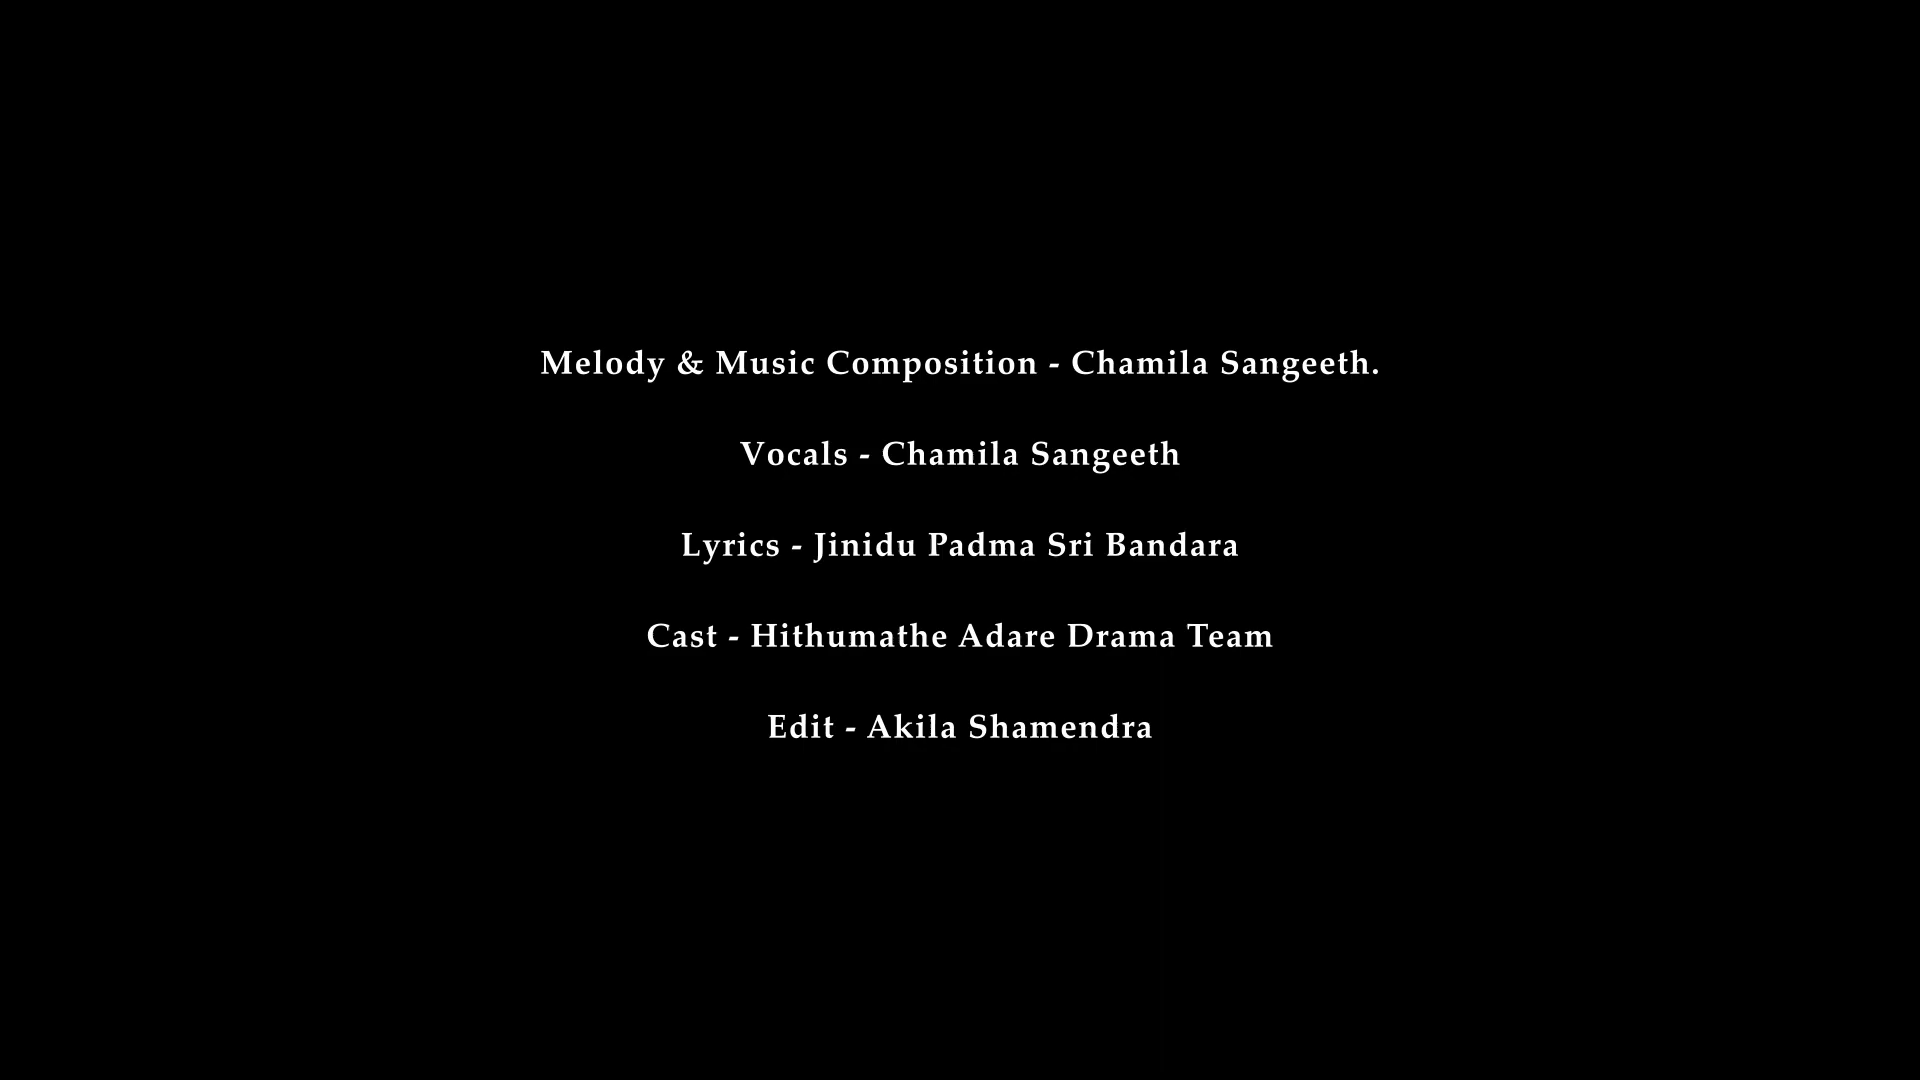 Melody & Music Composition - Chamila Sangeeth.
Vocals - Chamila Sangeeth
Lyrics - Jinidu Padma Sri Bandara
Cast - Hithumathe Adare Drama Team
Edit - Akila Shamendra